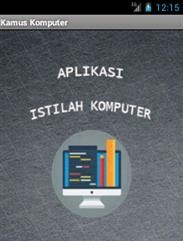 12:15
Kamus Komputer
APLIKASI
ISTILAH KOMPUTER